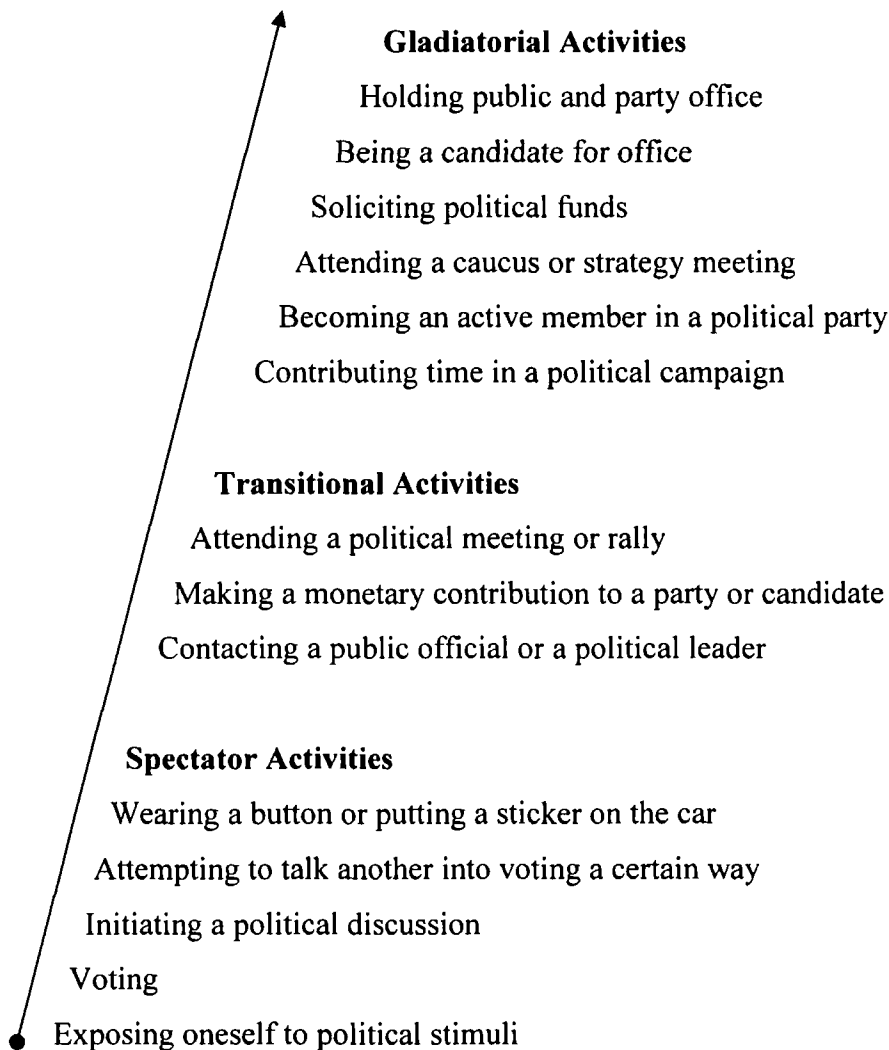 Gladiatorial Activities
Holding public and party office
Being a candidate for office
Soliciting political funds
Attending a caucus or strategy meeting
Becoming an active member in a political party
Contributing time in a political campaign
Transitional Activities
Attending a political meeting or rally
Making a monetary contribution to a party or candidate
Contacting a public official or a political leader
Spectator Activities
Wearing a button or putting a sticker on the car
Attempting to talk another into voting a certain way
Initiating a political discussion
Voting
Exposing oneself to political stimuli